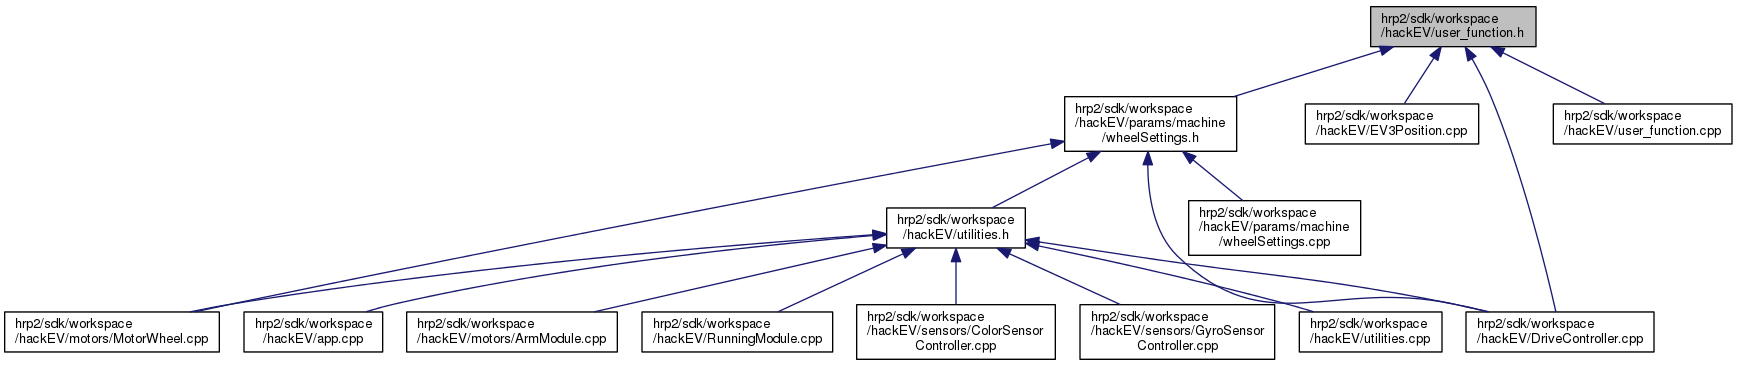 hrp2/sdk/workspace
/hackEV/user_function.h
hrp2/sdk/workspace
/hackEV/params/machine
/wheelSettings.h
hrp2/sdk/workspace
/hackEV/EV3Position.cpp
hrp2/sdk/workspace
/hackEV/user_function.cpp
hrp2/sdk/workspace
/hackEV/utilities.h
hrp2/sdk/workspace
/hackEV/params/machine
/wheelSettings.cpp
hrp2/sdk/workspace
/hackEV/motors/MotorWheel.cpp
hrp2/sdk/workspace
/hackEV/app.cpp
hrp2/sdk/workspace
/hackEV/motors/ArmModule.cpp
hrp2/sdk/workspace
/hackEV/RunningModule.cpp
hrp2/sdk/workspace
/hackEV/sensors/ColorSensor
Controller.cpp
hrp2/sdk/workspace
/hackEV/sensors/GyroSensor
Controller.cpp
hrp2/sdk/workspace
/hackEV/utilities.cpp
hrp2/sdk/workspace
/hackEV/DriveController.cpp